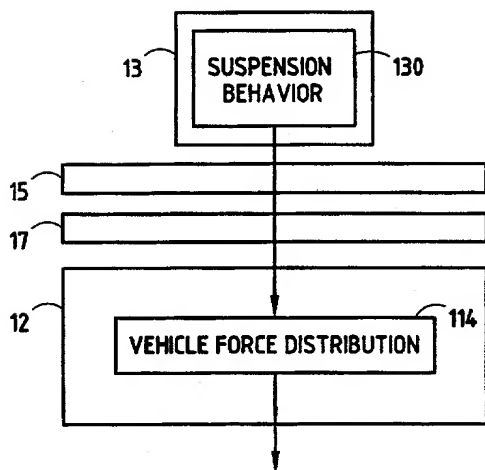 13
SUSPENSION
BEHAVIOR
130
15
17
12
114
VEHICLE FORCE DISTRIBUTION